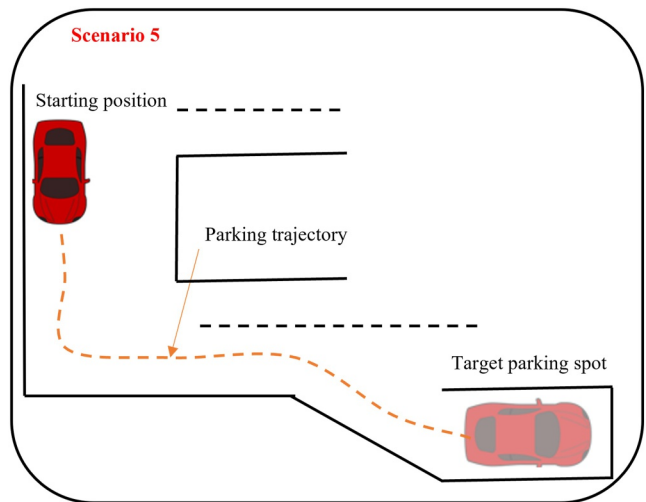 Scenario 5
Starting position
Parking trajectory
Target parking spot